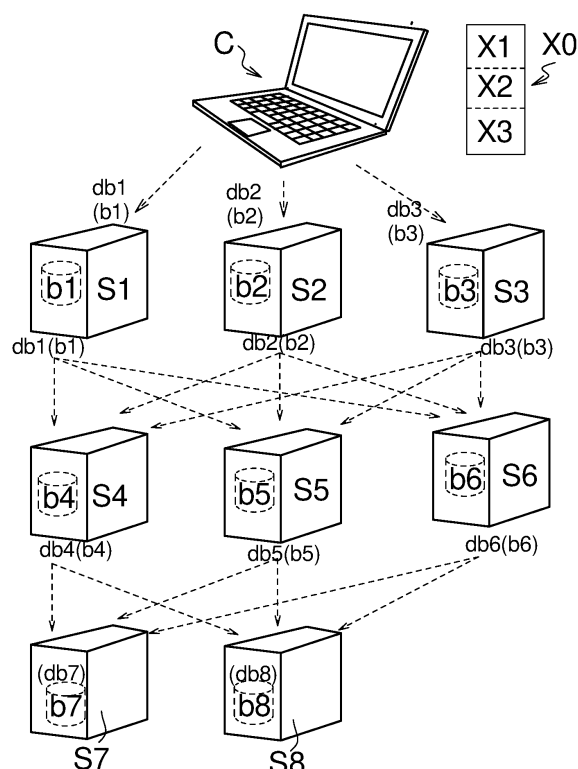 C
X1
X0
X2
X3
db1
(b1)
db2
(b2)
db3
(b3)
b1
S1
b2
S2
b3
S3
db1(b1)
db2(b2)
db3(b3)
b4
S4
b5
S5
b6
S6
db4(b4)
db5(b5)
db6(b6)
(db7)
b7
(db8)
b8
S7
S8